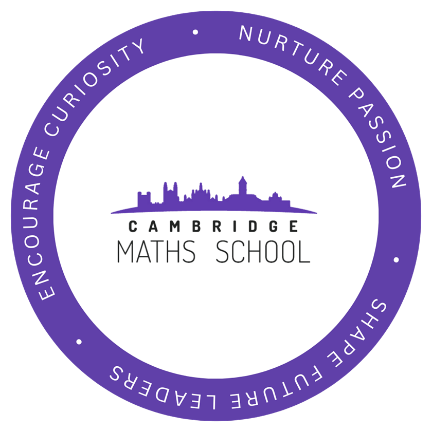 ENCOURAGE CURIOSITY
NURTURE PASSION
SHAPE FUTURE LEADERS
CAMBRIDGE
MATHS SCHOOL